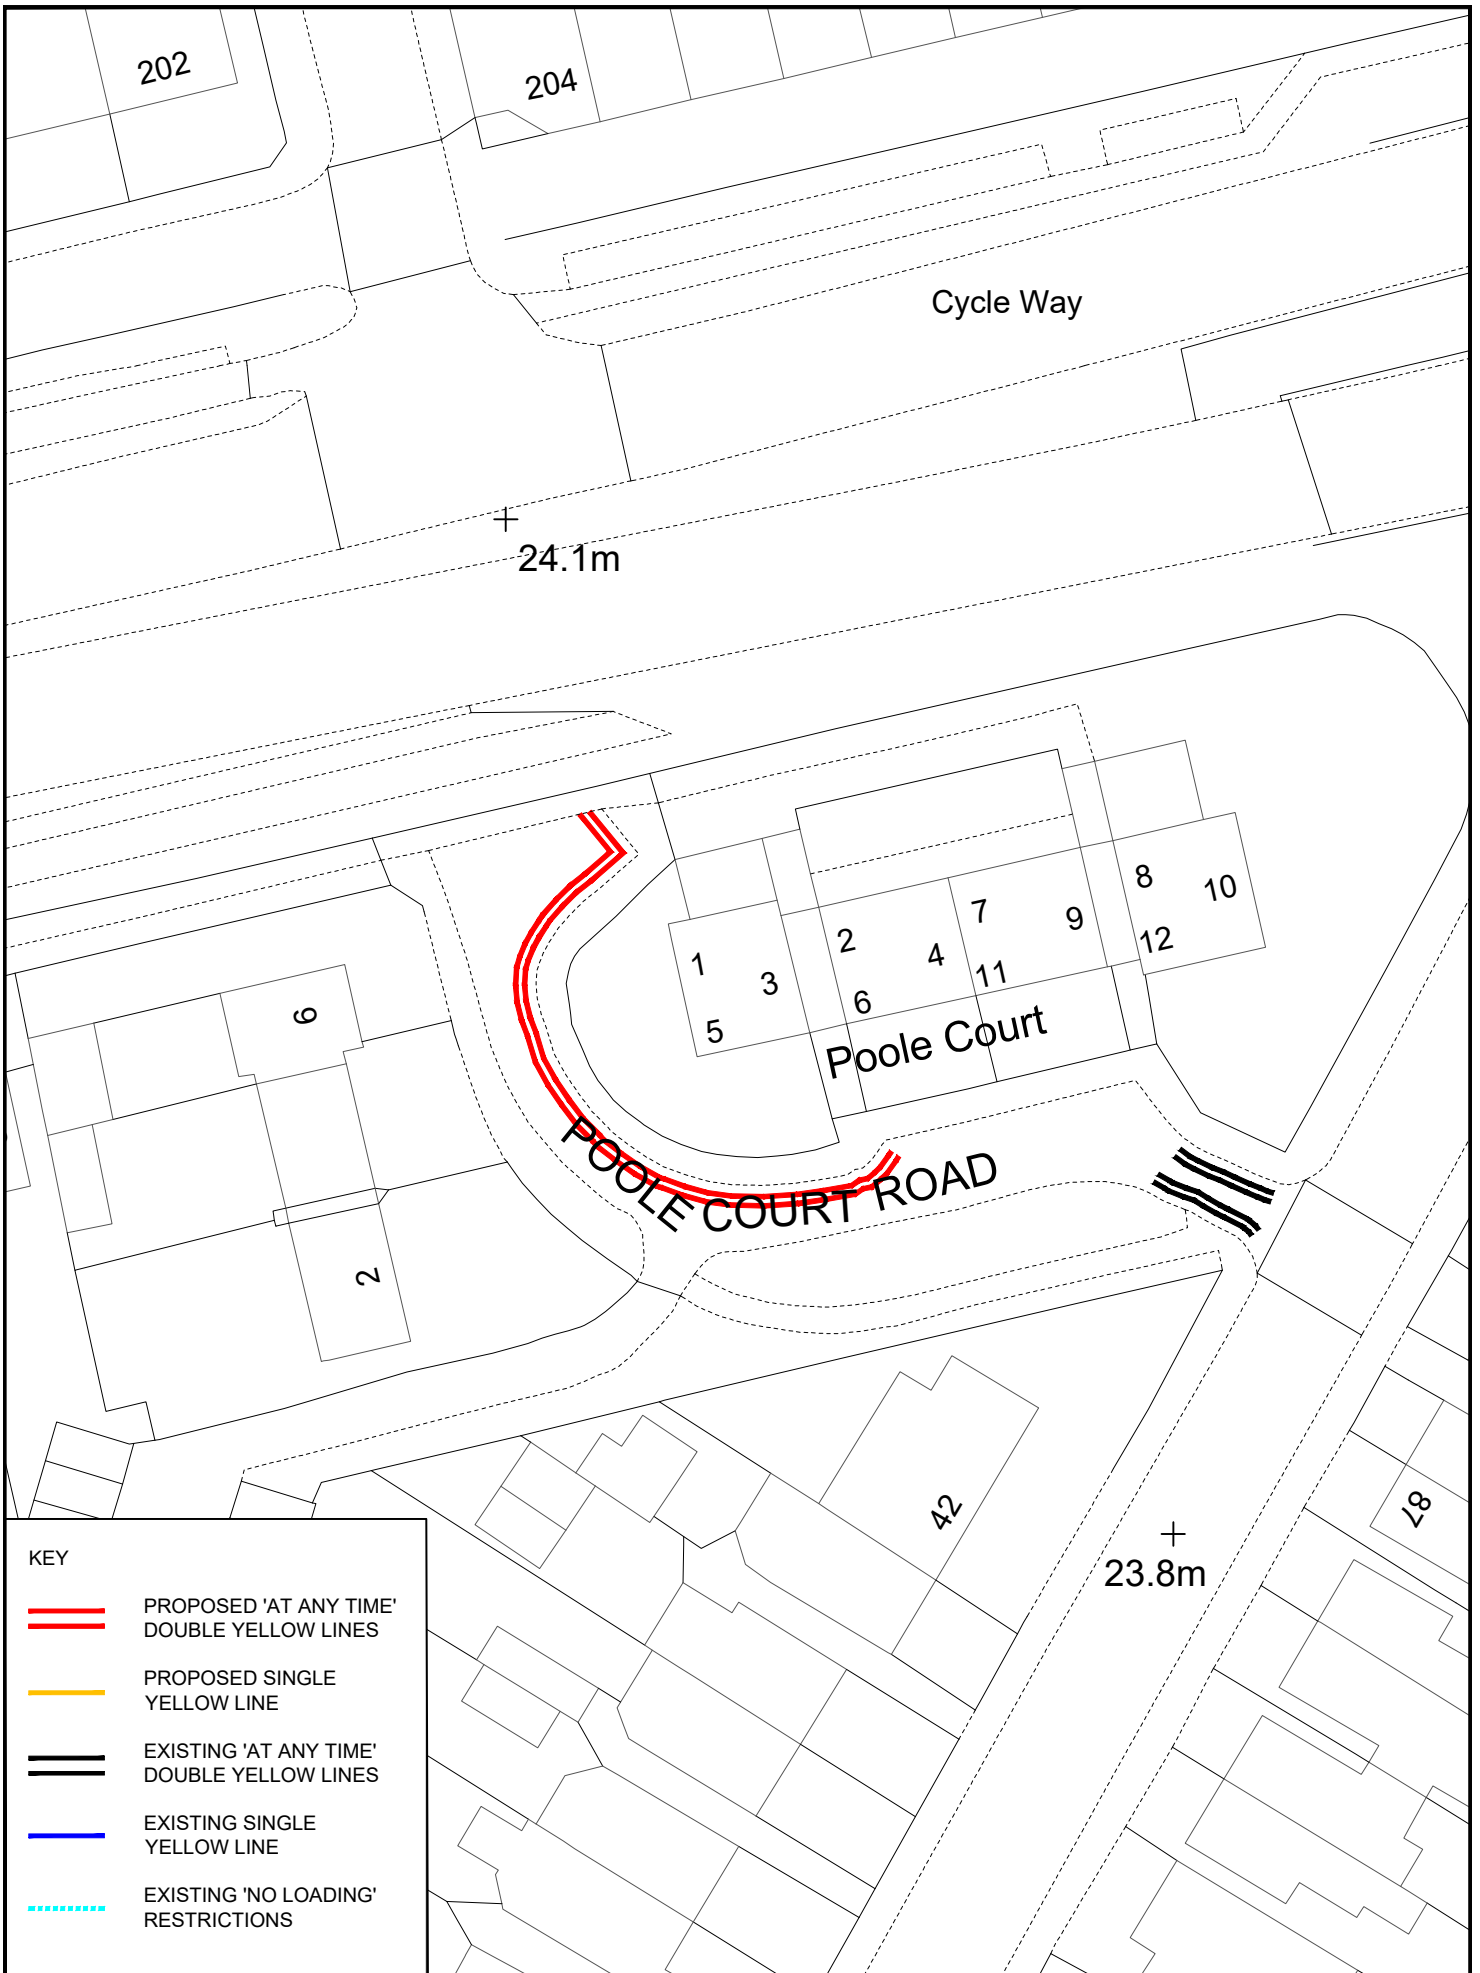 202
204
Cycle Way
24.1m
8
10
7
9
12
2
4
1
3
11
6
5
Poole Court
6
POOLE COURT ROAD
2
42
78
23.8m
KEY
PROPOSED 'AT ANY TIME'
DOUBLE YELLOW LINES
PROPOSED SINGLE
YELLOW LINE
EXISTING 'AT ANY TIME'
DOUBLE YELLOW LINES
EXISTING SINGLE
YELLOW LINE
EXISTING 'NO LOADING'
RESTRICTIONS